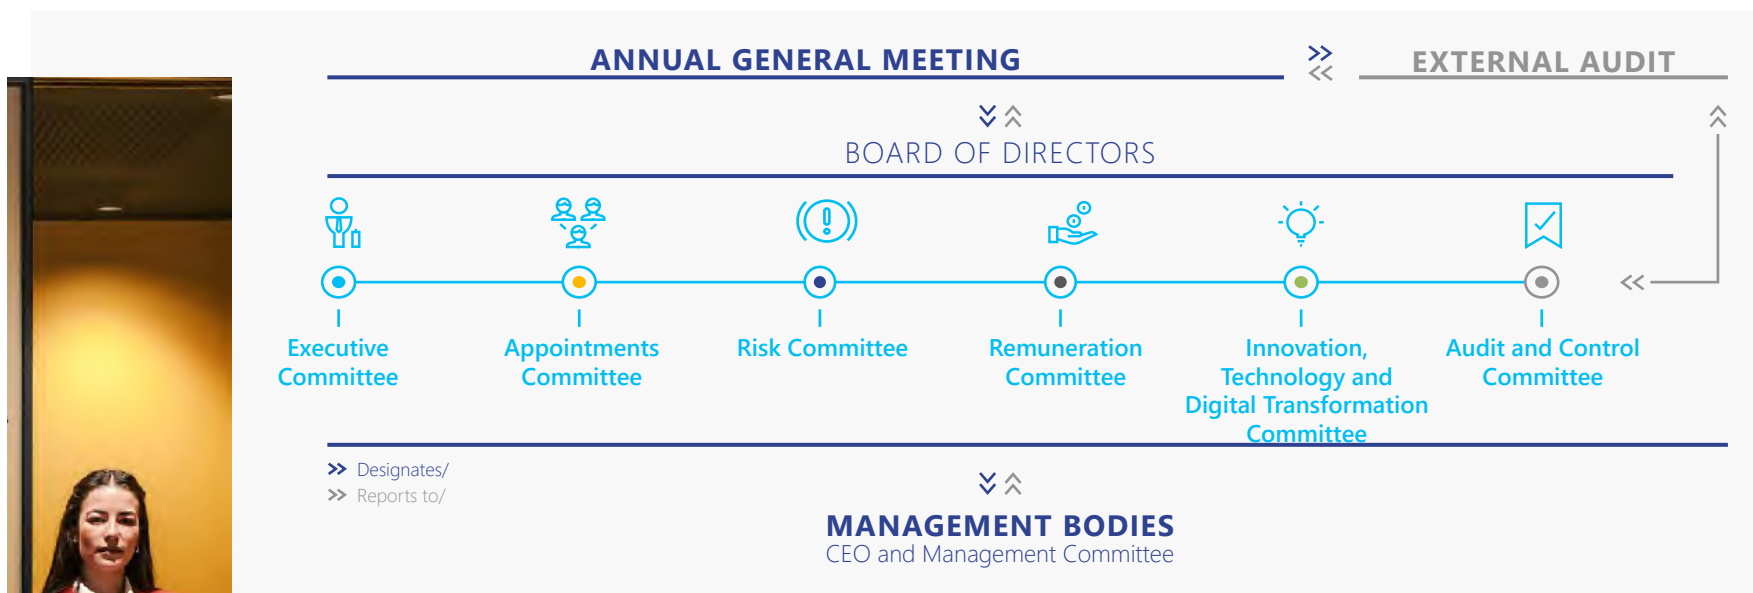 ANNUAL GENERAL MEETING
EXTERNAL AUDIT
BOARD OF DIRECTORS
Executive
Committee
Appointments
Committee
Risk Committee
Remuneration
Committee
Innovation,
Technology and
Digital Transformation
Committee
Audit and Control
Committee
Designates/
Reports to/
MANAGEMENT BODIES
CEO and Management Committee